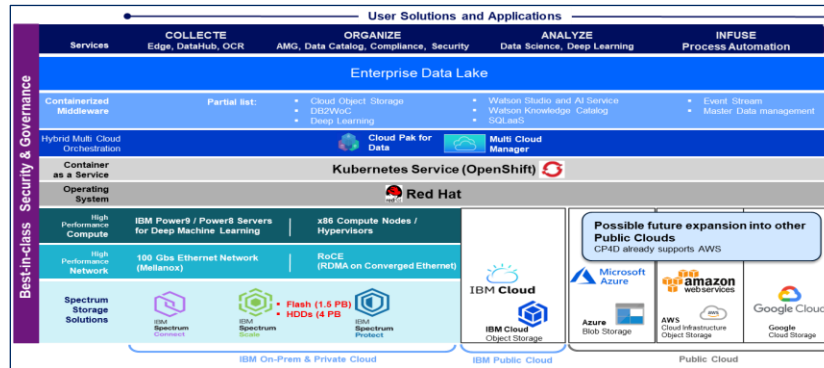 User Solutions and Applications
Services
COLLECTE
Edge, DataHub, OCR
ORGANIZE
AMG, Data Catalog, Compliance, Security
ANALYZE
Data Science, Deep Learning
INFUSE
Process Automation
Best-in-class Security & Governance
Enterprise Data Lake
Containerized
Middleware
Partial list:
• Cloud Object Storage
• DB2WoC
• Deep Learning
• Watson Studio and AI Service
• Watson Knowledge Catalog
• SQLaaS
• Event Stream
• Master Data management
Hybrid Multi Cloud
Orchestration
Cloud Pak for
Data
Multi Cloud
Manager
Container
as a Service
Kubernetes Service (OpenShift)
Operating
System
Red Hat
High
Performance
Compute
IBM Power9 / Power8 Servers
for Deep Machine Learning
x86 Compute Nodes /
Hypervisors
Possible future expansion into other
Public Clouds
CP4D already supports AWS
High
Performance
Network
100 Gbs Ethernet Network
(Mellanox)
RoCE
(RDMA on Converged Ethernet)
Spectrum
Storage
Solutions
IBM
Spectrum
Connect
IBM
Spectrum
Scale
• Flash (1.5 PB)
• HDDs (4 PB
IBM
Spectrum
Protect
IBM Cloud
IBM Cloud
Object Storage
Microsoft
Azure
Azure
Blob Storage
amazon
webservices
aws
AWS
Cloud Infrastructure
Object Storage
Google Cloud
Google
Cloud Storage
IBM On-Prem & Private Cloud
IBM Public Cloud
Public Cloud